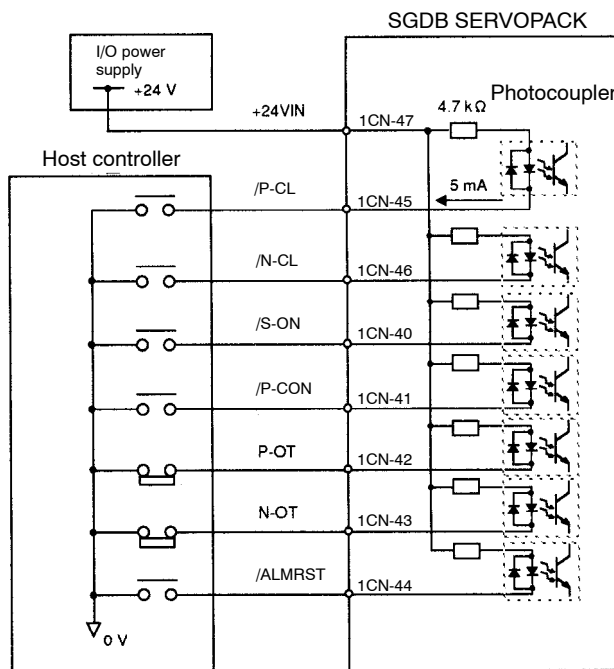 SGDB SERVOPACK
I/O power
supply
+24 V
+24VIN
1CN-47
4.7 kΩ
Photocoupler
Host controller
/P-CL
1CN-45
5 mA
/N-CL
1CN-46
/S-ON
1CN-40
/P-CON
1CN-41
P-OT
1CN-42
N-OT
1CN-43
/ALMRST
1CN-44
0 V